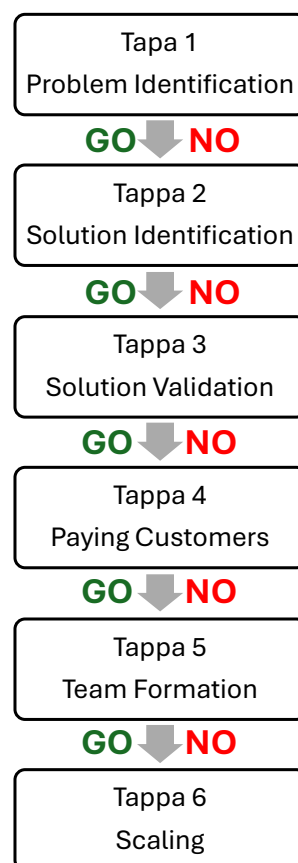 Tapa 1
Problem Identification
GO NO
Tappa 2
Solution Identification
GO NO
Tappa 3
Solution Validation
GO NO
Tappa 4
Paying Customers
GO NO
Tappa 5
Team Formation
GO NO
Tappa 6
Scaling